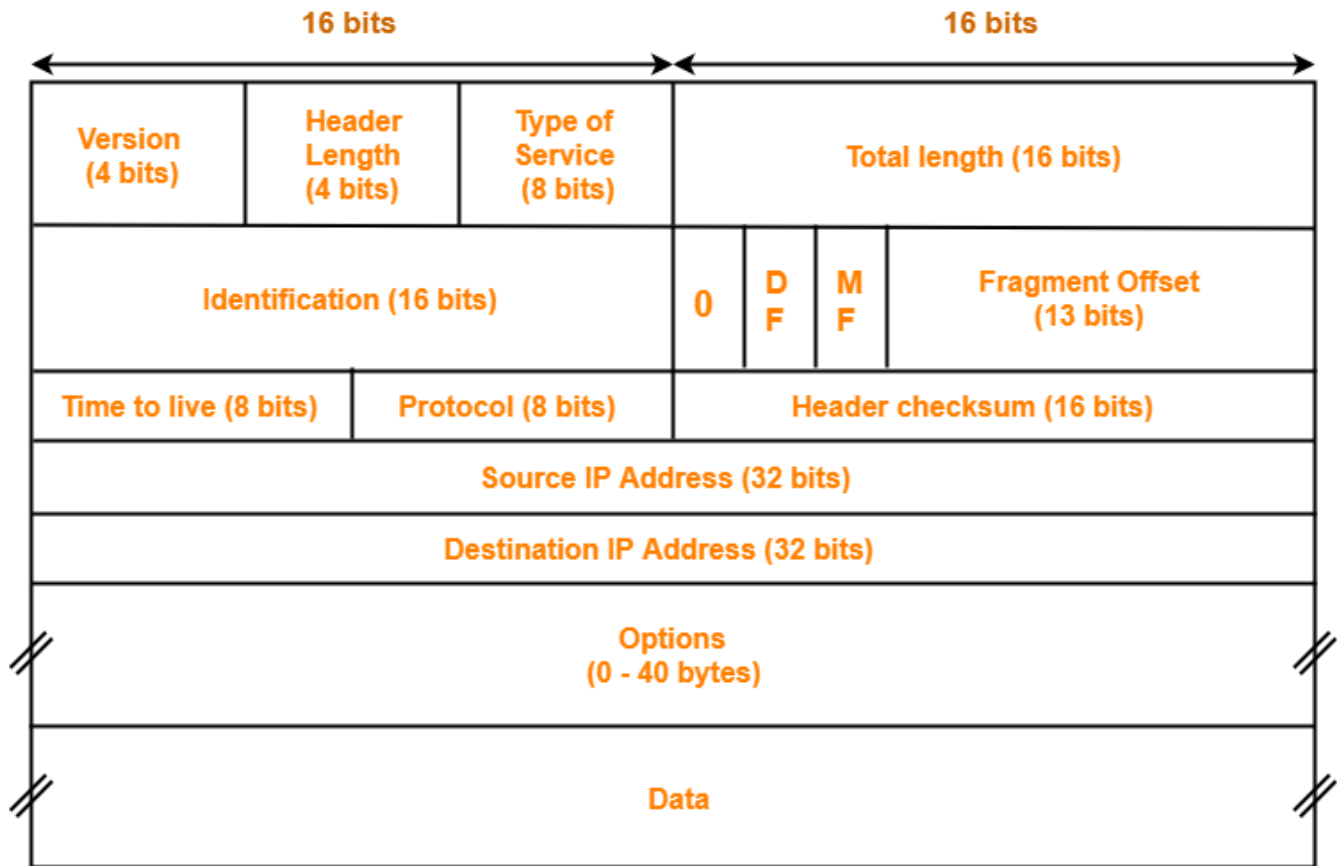 16 bits
16 bits
Version
(4 bits)
Header
Length
(4 bits)
Type of
Service
(8 bits)
Total length (16 bits)
Identification (16 bits)
0
D
F
M
F
Fragment Offset
(13 bits)
Time to live (8 bits)
Protocol (8 bits)
Header checksum (16 bits)
Source IP Address (32 bits)
Destination IP Address (32 bits)
Options
(0 - 40 bytes)
Data